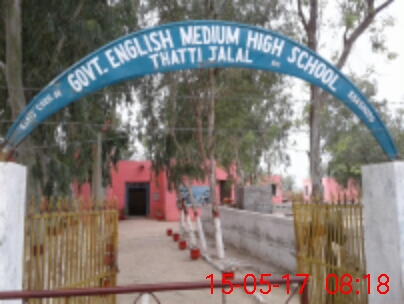 GOVT. ENGLISH MEDIUM HIGH SCHOOL
THATTI JALAL
15-05-17 08:18